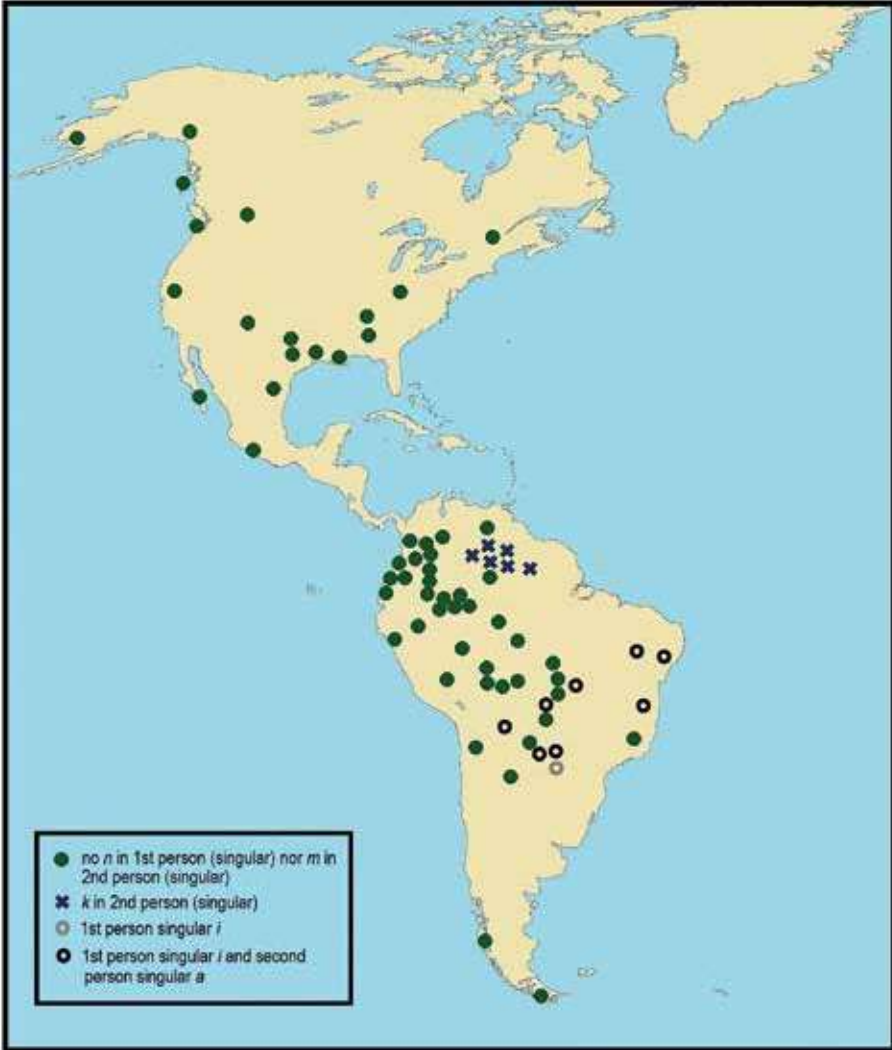 no n in 1st person (singular) nor m in
2nd person (singular)
k in 2nd person (singular)
1st person singular i
1st person singular i and second
person singular a